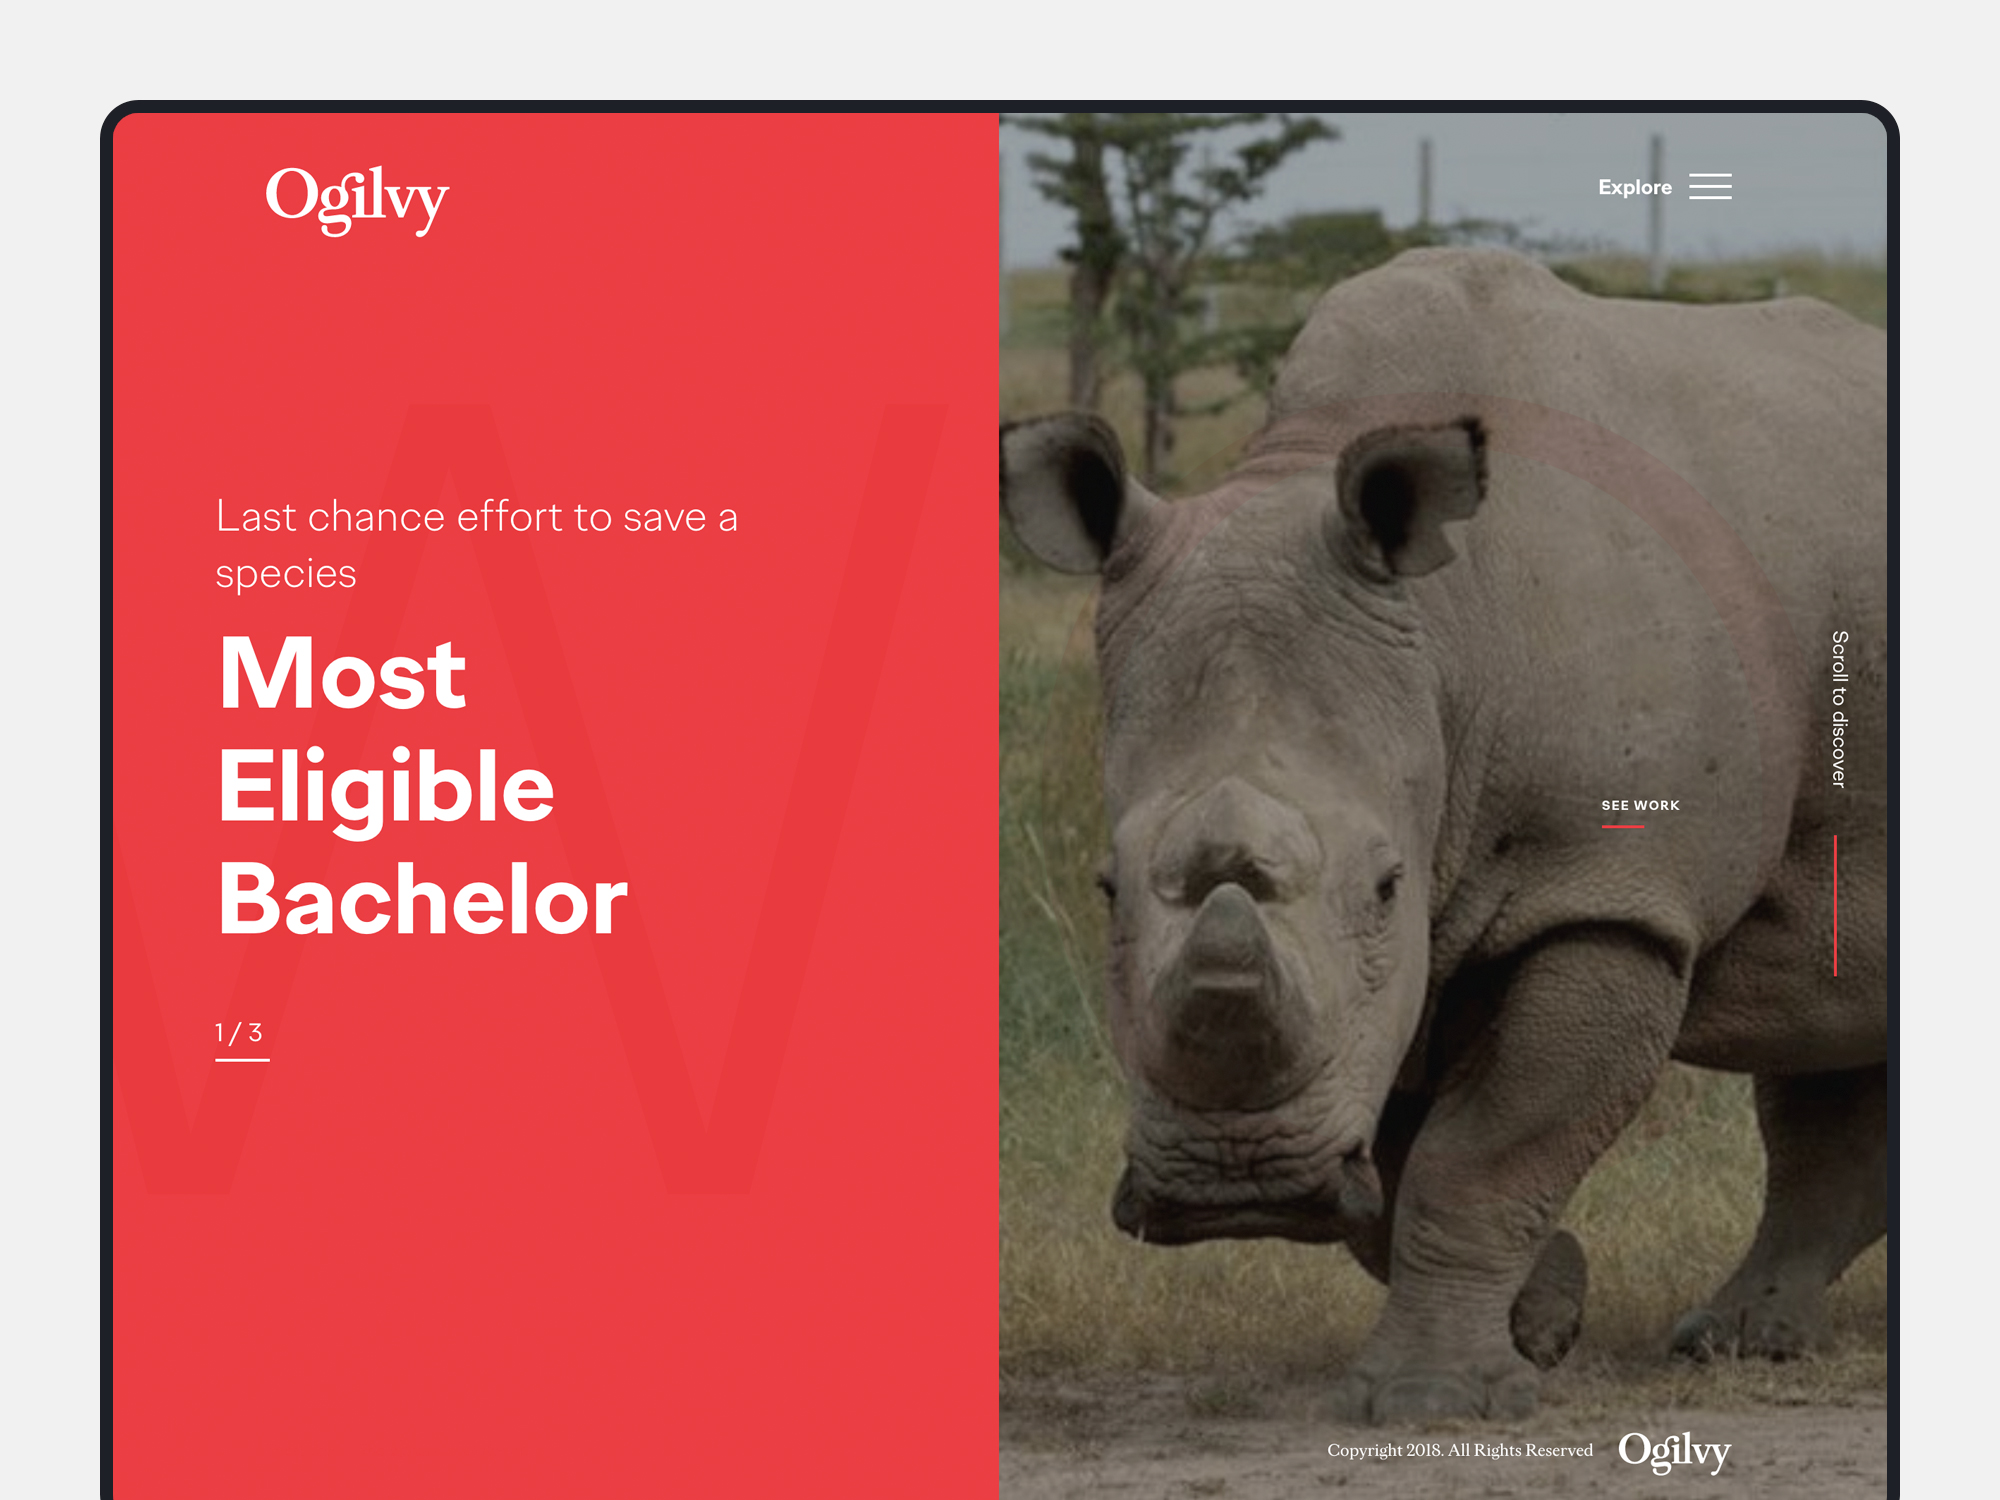 Ogilvy
Explore
Last chance effort to save a
species
Most
Eligible
Bachelor
1 / 3
Scroll to discover
SEE WORK
Copyright 2018. All Rights Reserved
Ogilvy